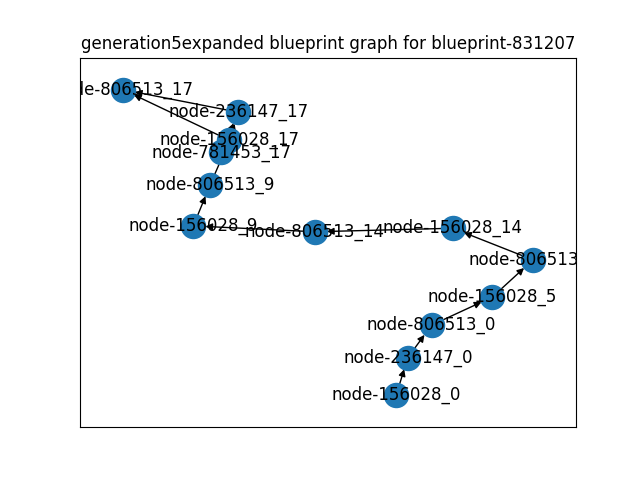 generation5expanded blueprint graph for blueprint-831207
le-806513_17
node-236147_17
node-156028_17
node-781453_17
node-806513_9
node-156028_9
node-806513_14
node-156028_14
node-806513
node-156028_5
node-806513_0
node-236147_0
node-156028_0